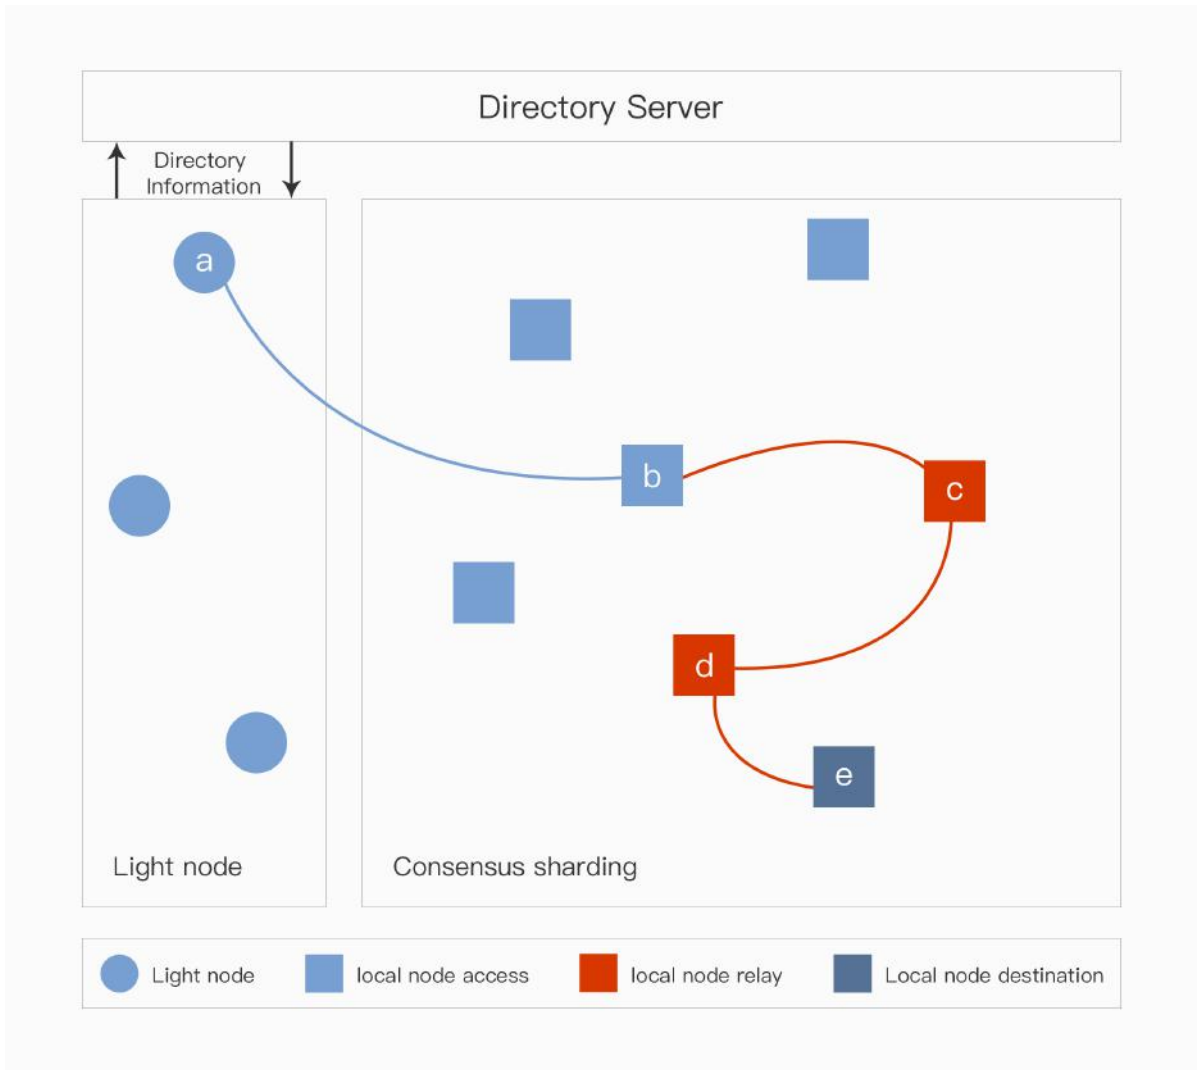 Directory Server
Directory
Information
a
b
c
d
e
Light node
Consensus sharding
Light node
local node access
local node relay
Local node destination